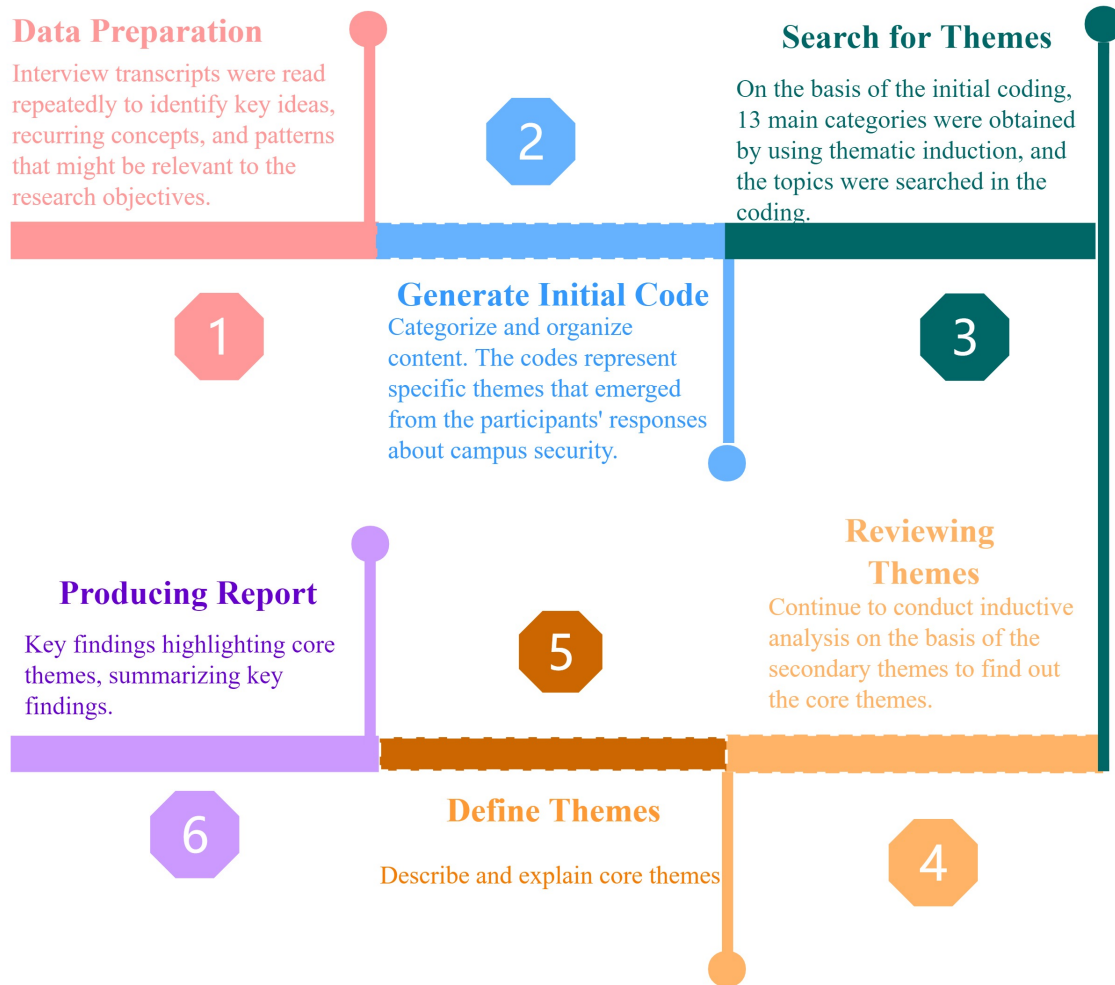 Data Preparation
Interview transcripts were read
repeatedly to identify key ideas,
recurring concepts, and patterns
that might be relevant to the
research objectives.
1
2
Generate Initial Code
Categorize and organize
content. The codes represent
specific themes that emerged
from the participants' responses
about campus security.
Search for Themes
On the basis of the initial coding,
13 main categories were obtained
by using thematic induction, and
the topics were searched in the
coding.
3
Reviewing
Themes
Continue to conduct inductive
analysis on the basis of the
secondary themes to find out
the core themes.
4
5
Define Themes
Describe and explain core themes
Producing Report
Key findings highlighting core
themes, summarizing key
findings.
6